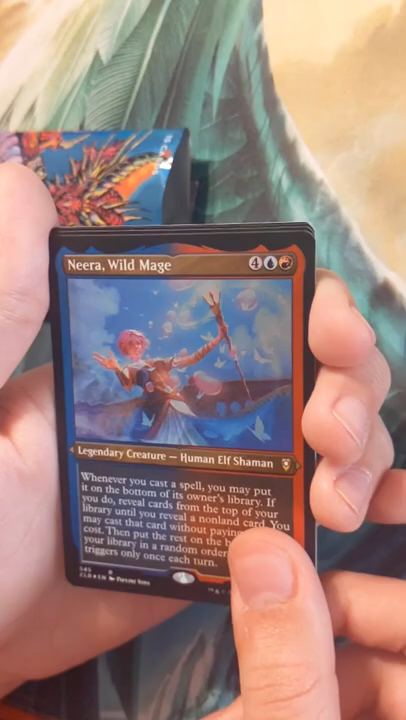 Neera, Wild Mage 4
Legendary Creature — Human Elf Shaman
Whenever you cast a spell, you may put
it on the bottom of its owner's library. If
you do, reveal cards from the top of your
library until you reveal a nonland card. You
may cast that card without paying
cost. Then put the rest on the
your library in a random order
triggers only once each turn.
545 R
CLB EN